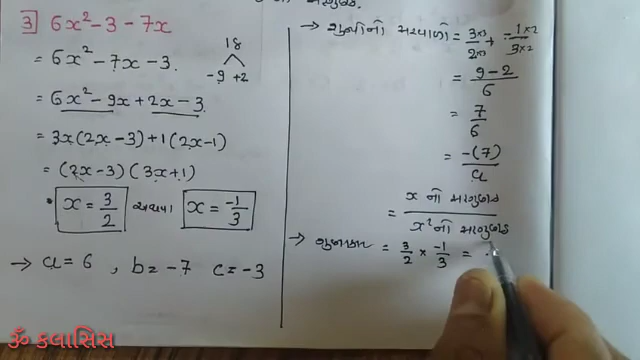 3) 6x² - 3 - 7x
= 6x² - 7x - 3.
18
-9 +2
= 6x² - 9x + 2x - 3
= 3x(2x - 3) + 1(2x - 1)
= (2x - 3) (3x + 1)
x = 3/2 અથવા x = -1/3
→ a = 6 , b = -7 c = -3
→ શૂન્યોનો સરવાળો = 3×3/2×3 + -1×2/3×2
= 9 - 2/6
= 7/6
= -(7)/a
= x નો સહગુણક/x² નો સહગુણક
→ ગુણાકાર = 3/2 × -1/3 =
ૐ કલાસિસ